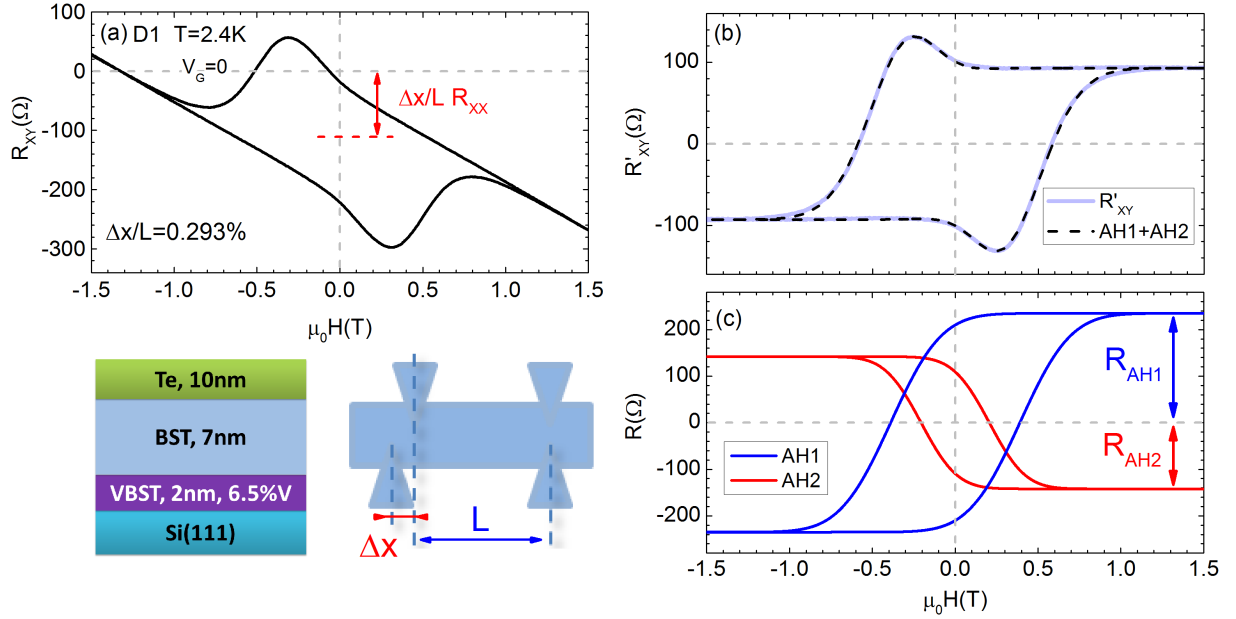 (a) D1 T=2.4K
V_G=0
Δx/L R_XX
Δx/L=0.293%
R_XY(Ω)
100
0
-100
-200
-300
-1.5 -1.0 -0.5 0.0 0.5 1.0 1.5
μ₀H(T)
Te, 10nm
BST, 7nm
VBST, 2nm, 6.5%V
Si(111)
L
Δx
(b)
R'_XY(Ω)
100
0
-100
R'_XY
AH1+AH2
(c)
R(Ω)
200
100
0
-100
-200
R_AH1
R_AH2
AH1
AH2
-1.5 -1.0 -0.5 0.0 0.5 1.0 1.5
μ₀H(T)